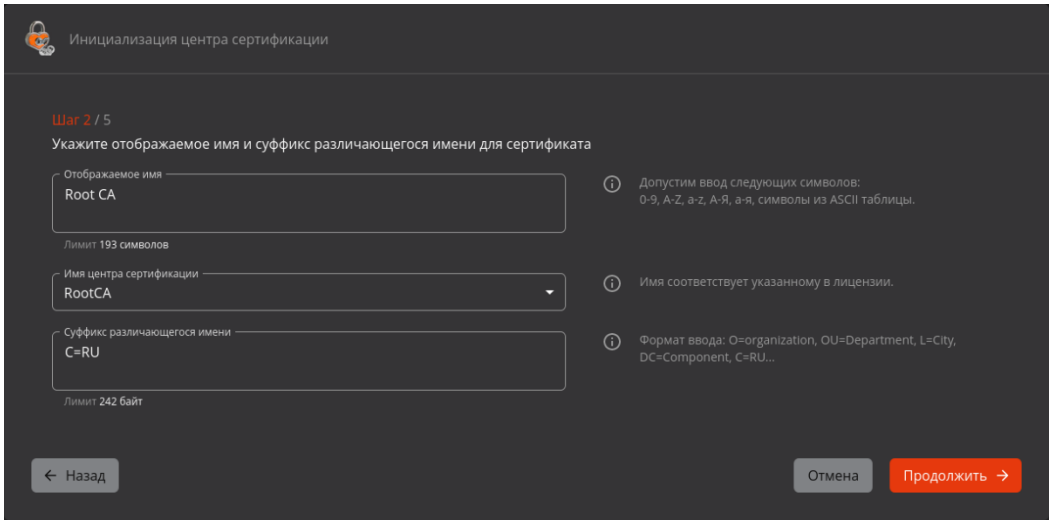 Инициализация центра сертификации
Шаг 2 / 5
Укажите отображаемое имя и суффикс различающегося имени для сертификата
Отображаемое имя
Root CA
Лимит 193 символов
Допустим ввод следующих символов:
0-9, A-Z, a-z, А-Я, а-я, символы из ASCII таблицы.
Имя центра сертификации
RootCA
Имя соответствует указанному в лицензии.
Суффикс различающегося имени
C=RU
Лимит 242 байт
Формат ввода: O=organization, OU=Department, L=City,
DC=Component, C=RU...
Назад
Отмена
Продолжить